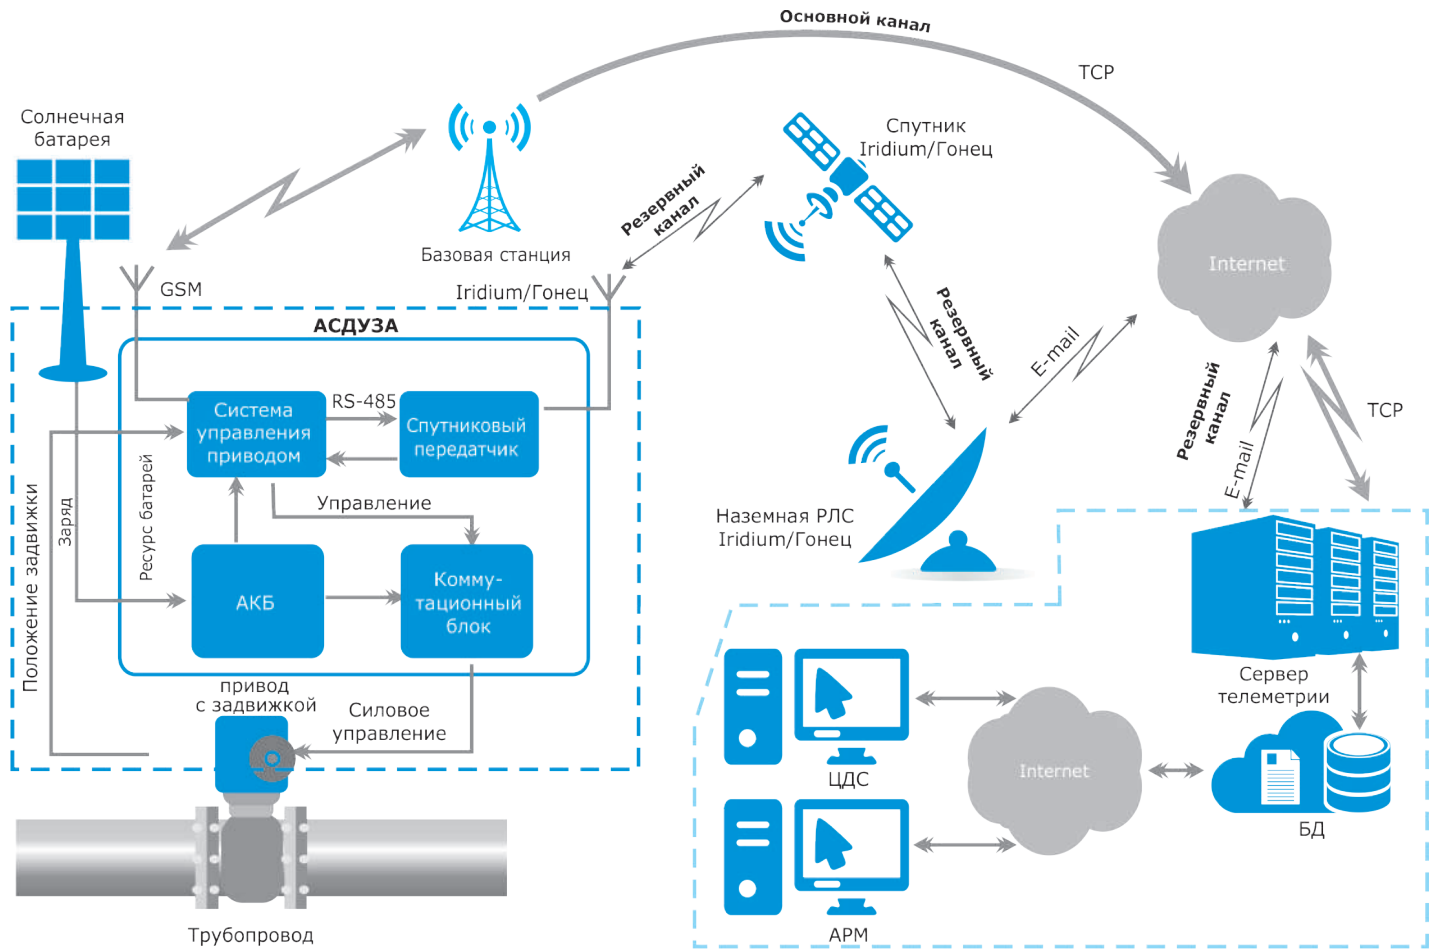 Основной канал
TCP
Солнечная
батарея
Спутник
Iridium/Гонец
Резервный
канал
Базовая станция
GSM
Iridium/Гонец
Internet
АСДУЗА
Резервный
канал
E-mail
Резервный
канал
E-mail
TCP
Система
управления
приводом
RS-485
Спутниковый
передатчик
Управление
Положение задвижки
Заряд
Ресурс батарей
АКБ
Комму-
тационный
блок
Наземная РЛС
Iridium/Гонец
привод
с задвижкой
Силовое
управление
Трубопровод
Сервер
телеметрии
ЦДС
Internet
БД
АРМ